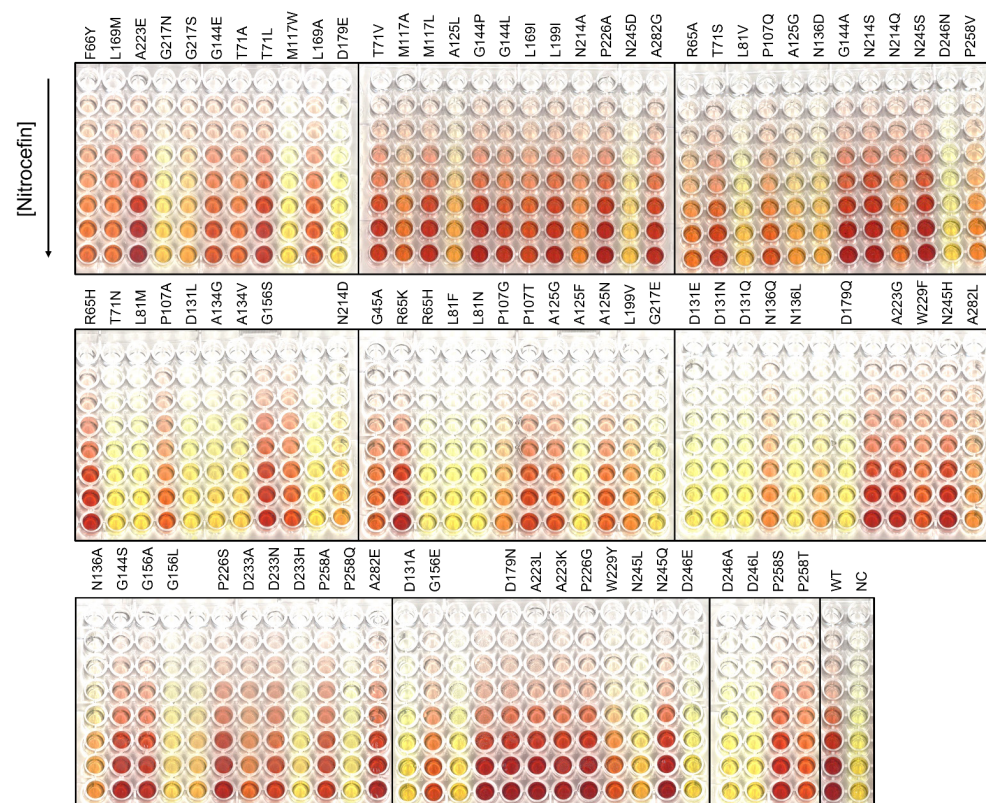 F66Y L169M A223E G217N G217S G144E T71A T71L M117W L169A D179E
T71V M117A M117L A125L G144P G144L L169I L199I N214A P226A N245D A282G
R65A T71S L81V P107Q A125G N136D G144A N214S N214Q N245S D246N P258V
[Nitrocefin]
R65H T71N L81M P107A D131L A134G A134V G156S N214D
G45A R65K R65H L81F L81N P107G P107T A125G A125F A125N L199V G217E
D131E D131N D131Q N136Q N136L D179Q A223G W229F N245H A282L
N136A G144S G156A G156L P226S D233A D233N D233H P258A P258Q A282E
D131A G156E D179N A223L A223K P226G W229Y N245L N245Q D246E
D246A D246L P258S P258T WT NC